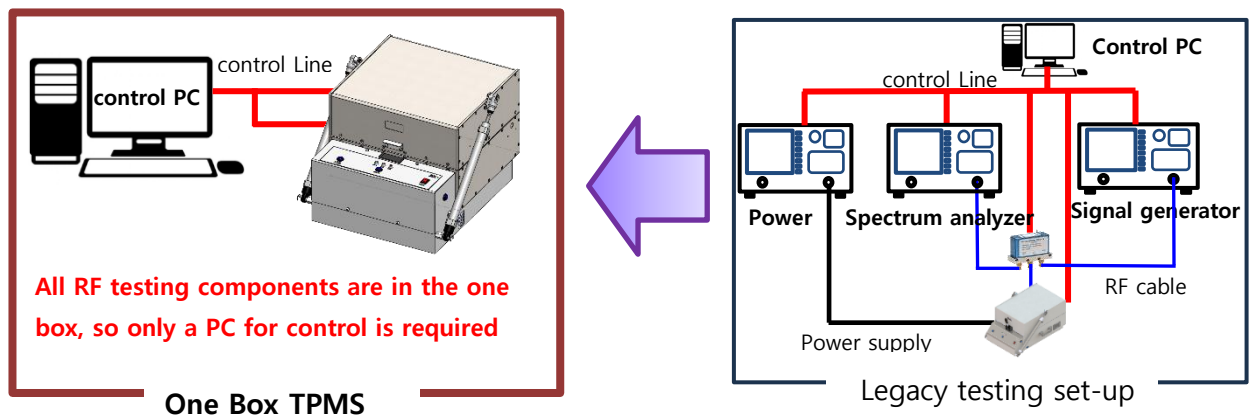 control Line
control PC
All RF testing components are in the one
box, so only a PC for control is required
One Box TPMS
Control PC
control Line
Power
Spectrum analyzer
Signal generator
RF cable
Power supply
Legacy testing set-up